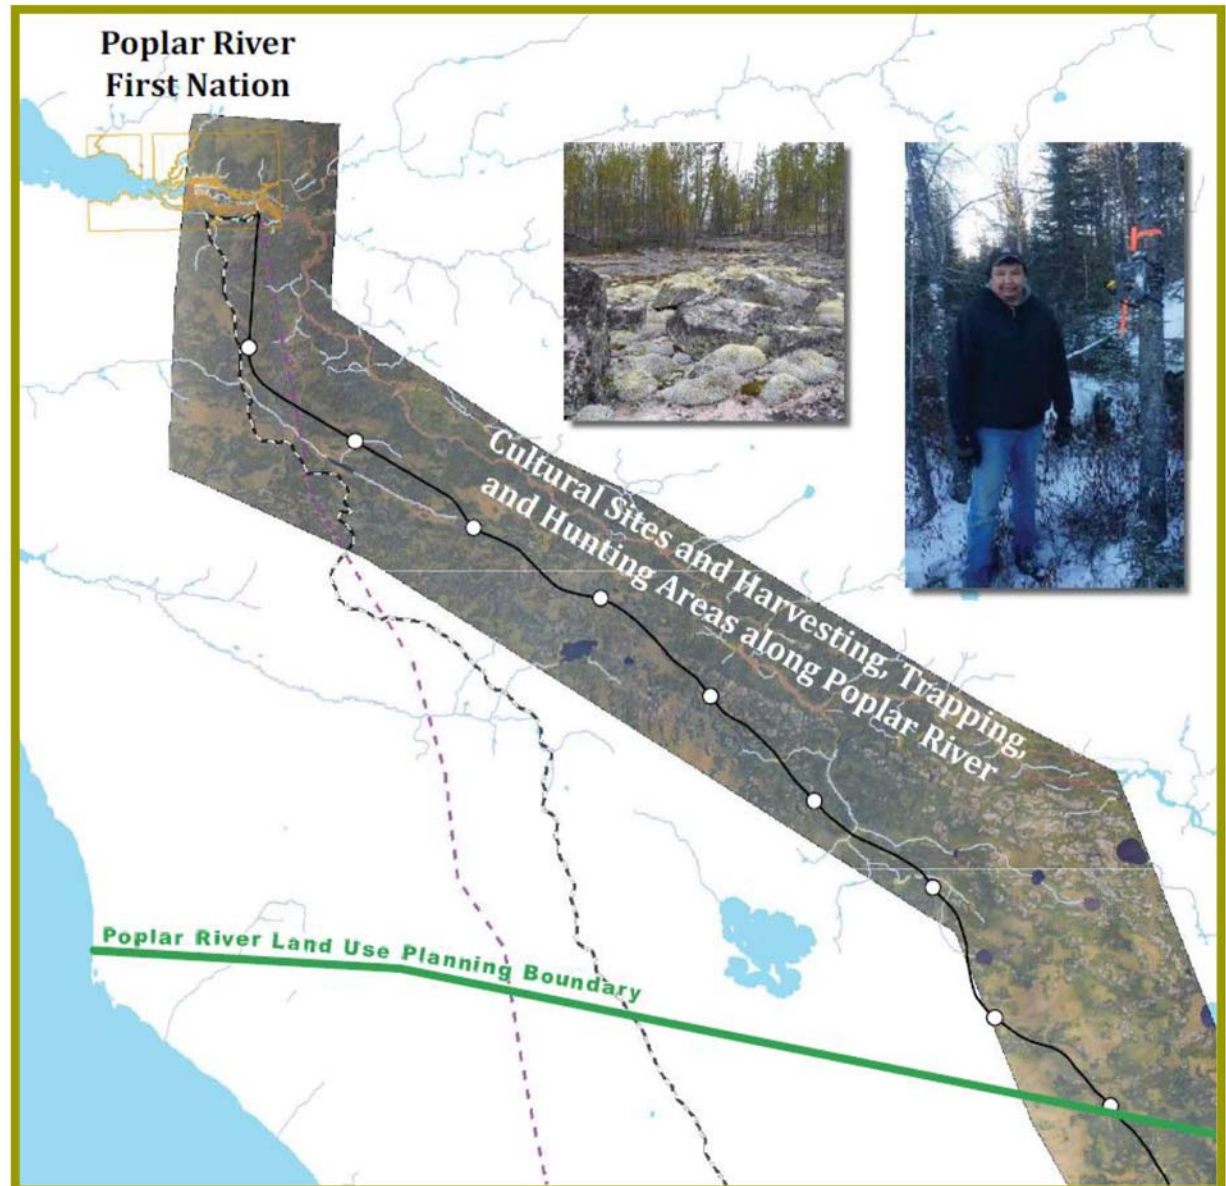 Poplar River
First Nation
Cultural Sites and Harvesting, Trapping,
and Hunting Areas along Poplar River
Poplar River Land Use Planning Boundary